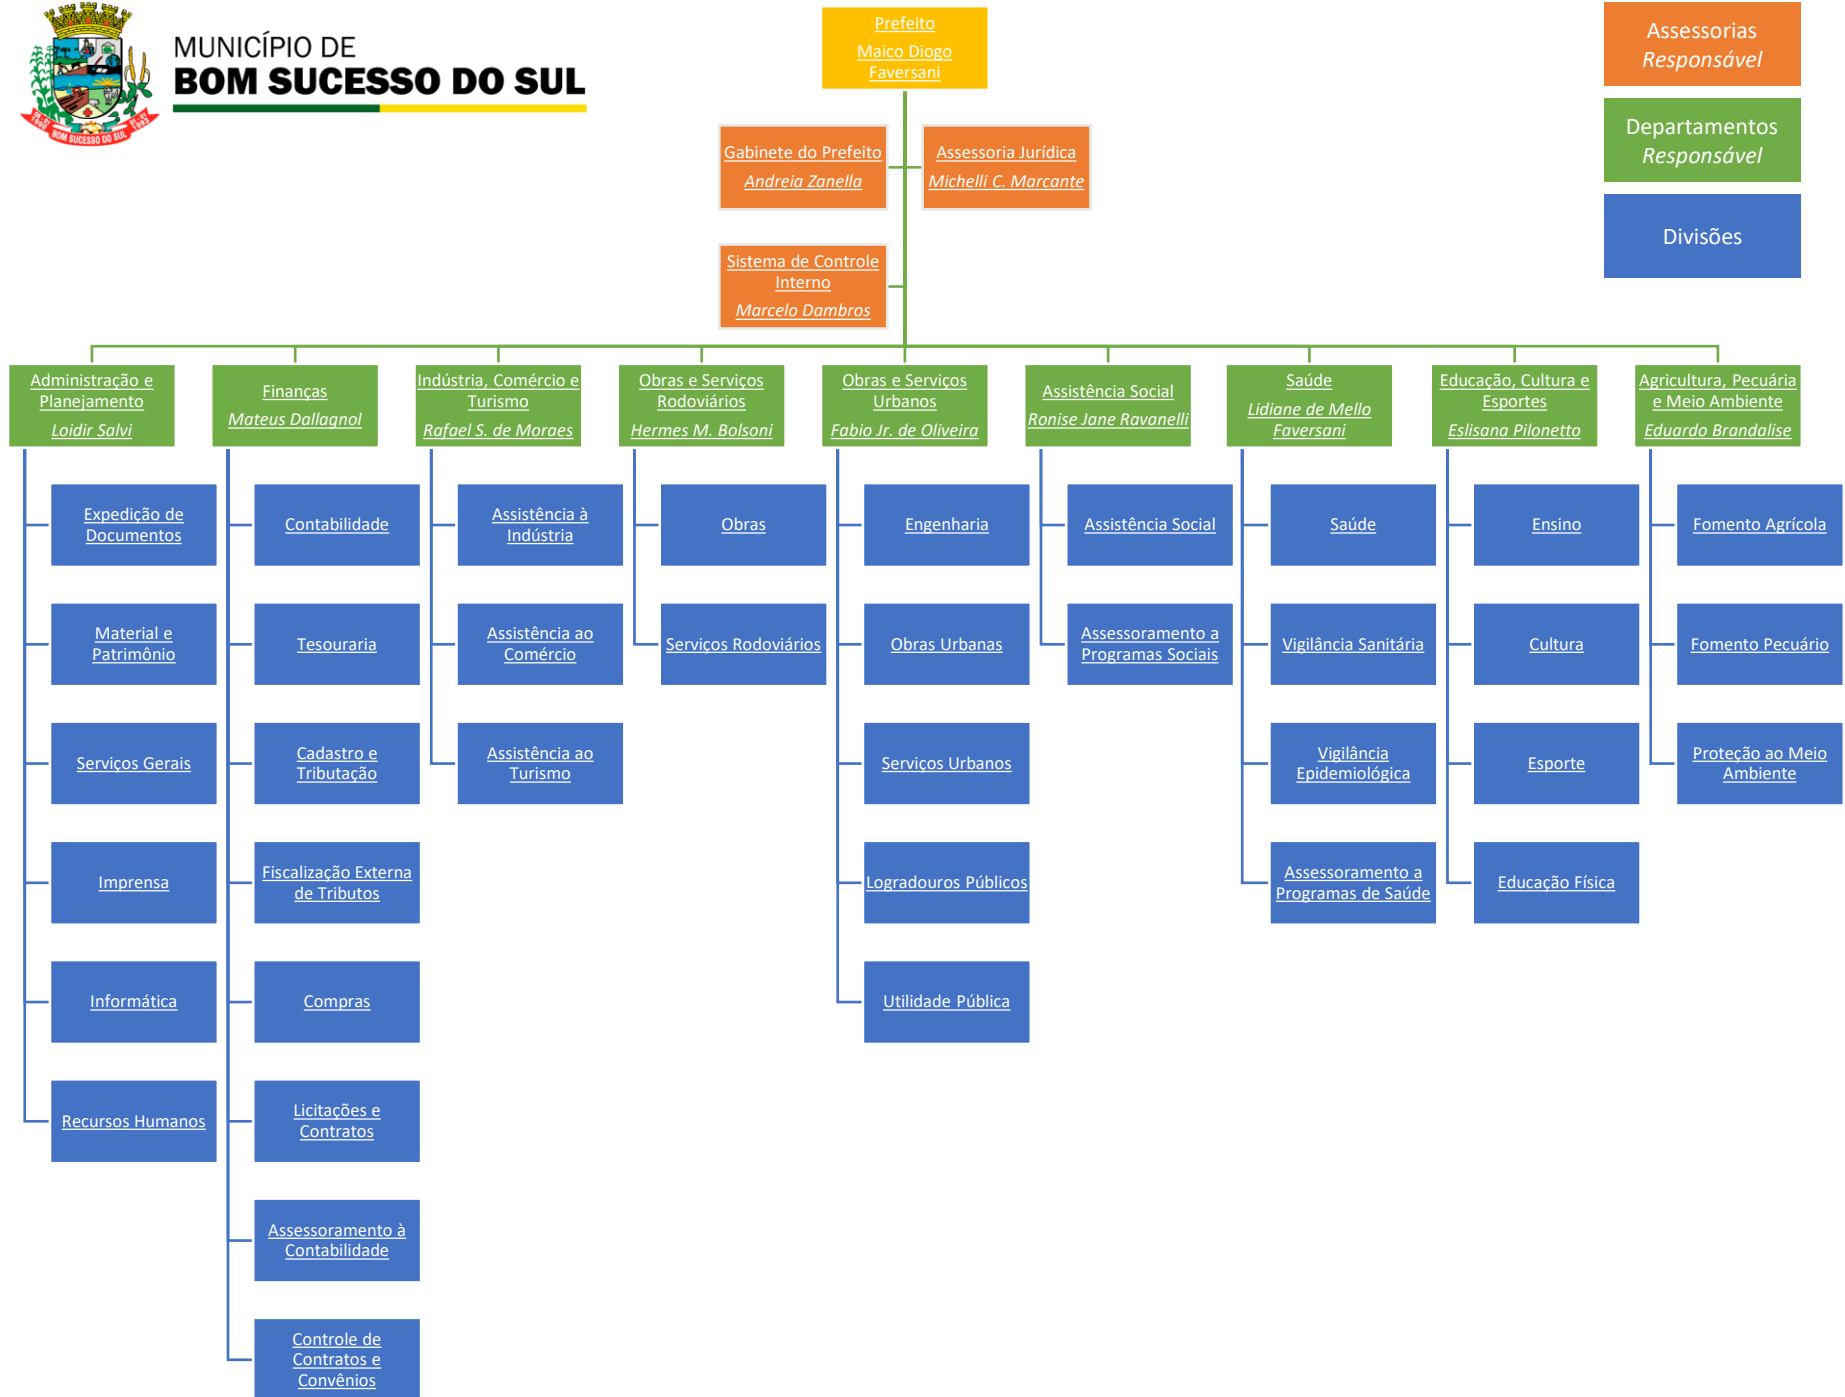 MUNICÍPIO DE
BOM SUCESSO DO SUL
BOM SUCESSO DO SUL
Prefeito
Maico Diogo
Faversani
Assessorias
Responsável
Departamentos
Responsável
Divisões
Gabinete do Prefeito
Andreia Zanella
Assessoria Jurídica
Michelli C. Marcante
Sistema de Controle
Interno
Marcelo Dambros
Administração e
Planejamento
Loidir Salvi
Finanças
Mateus Dallagnol
Indústria, Comércio e
Turismo
Rafael S. de Moraes
Obras e Serviços
Rodoviários
Hermes M. Bolsoni
Obras e Serviços
Urbanos
Fabio Jr. de Oliveira
Assistência Social
Ronise Jane Ravanelli
Saúde
Lidiane de Mello
Faversani
Educação, Cultura e
Esportes
Eslisana Pilonetto
Agricultura, Pecuária
e Meio Ambiente
Eduardo Brandalise
Expedição de
Documentos
Material e
Patrimônio
Serviços Gerais
Imprensa
Informática
Recursos Humanos
Contabilidade
Tesouraria
Cadastro e
Tributação
Fiscalização Externa
de Tributos
Compras
Licitações e
Contratos
Assessoramento à
Contabilidade
Controle de
Contratos e
Convênios
Assistência à
Indústria
Assistência ao
Comércio
Assistência ao
Turismo
Obras
Serviços Rodoviários
Engenharia
Obras Urbanas
Serviços Urbanos
Logradouros Públicos
Utilidade Pública
Assistência Social
Assessoramento a
Programas Sociais
Saúde
Vigilância Sanitária
Vigilância
Epidemiológica
Assessoramento a
Programas de Saúde
Ensino
Cultura
Esporte
Educação Física
Fomento Agrícola
Fomento Pecuário
Proteção ao Meio
Ambiente